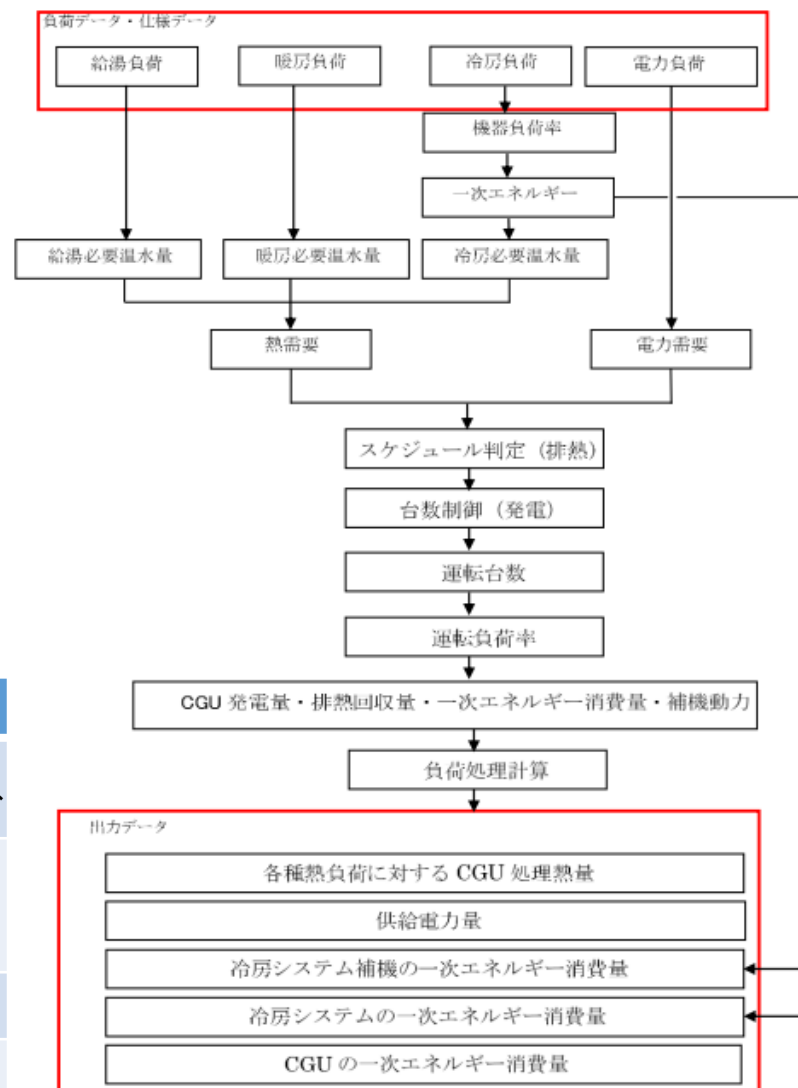 負荷データ・仕様データ
給湯負荷
暖房負荷
冷房負荷
電力負荷
機器負荷率
一次エネルギー
給湯必要温水量
暖房必要温水量
冷房必要温水量
熱需要
電力需要
スケジュール判定（排熱）
台数制御（発電）
運転台数
運転負荷率
CGU 発電量・排熱回収量・一次エネルギー消費量・補機動力
負荷処理計算
出力データ
各種熱負荷に対する CGU 処理熱量
供給電力量
冷房システム補機の一次エネルギー消費量
冷房システムの一次エネルギー消費量
CGU の一次エネルギー消費量